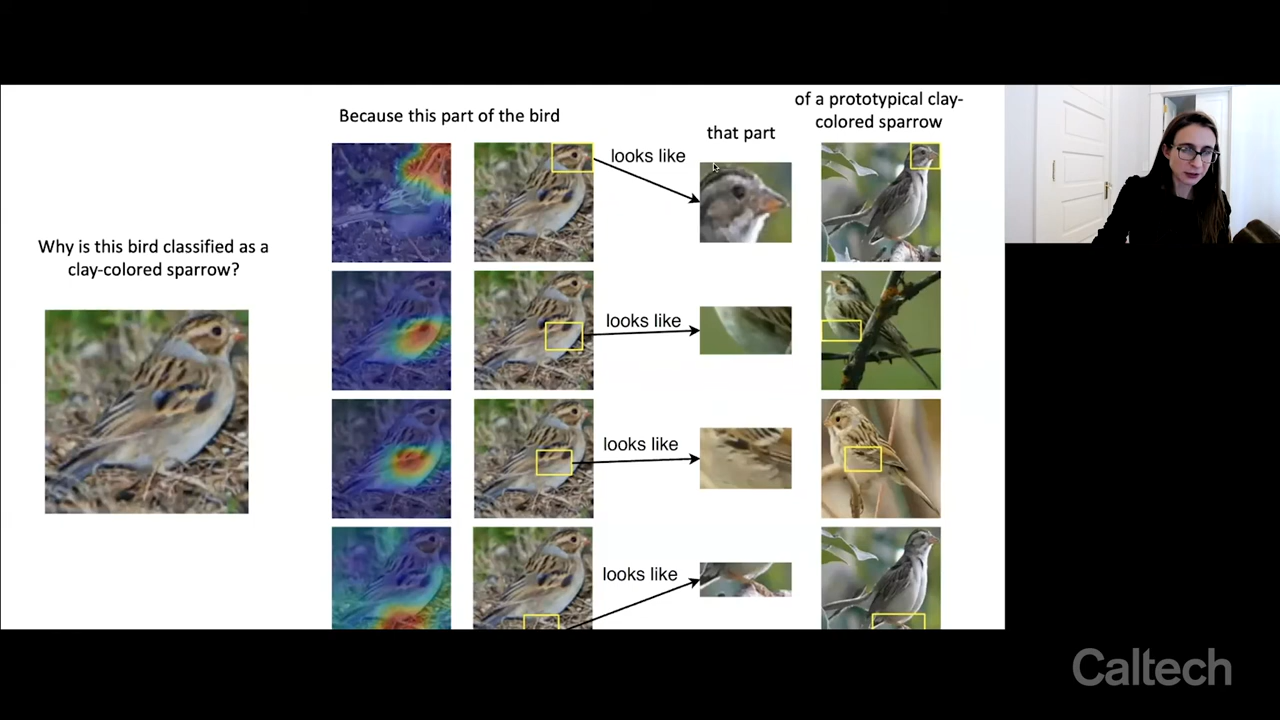 Why is this bird classified as a
clay-colored sparrow?
Because this part of the bird
looks like
that part
of a prototypical clay-
colored sparrow
looks like
looks like
looks like
Caltech